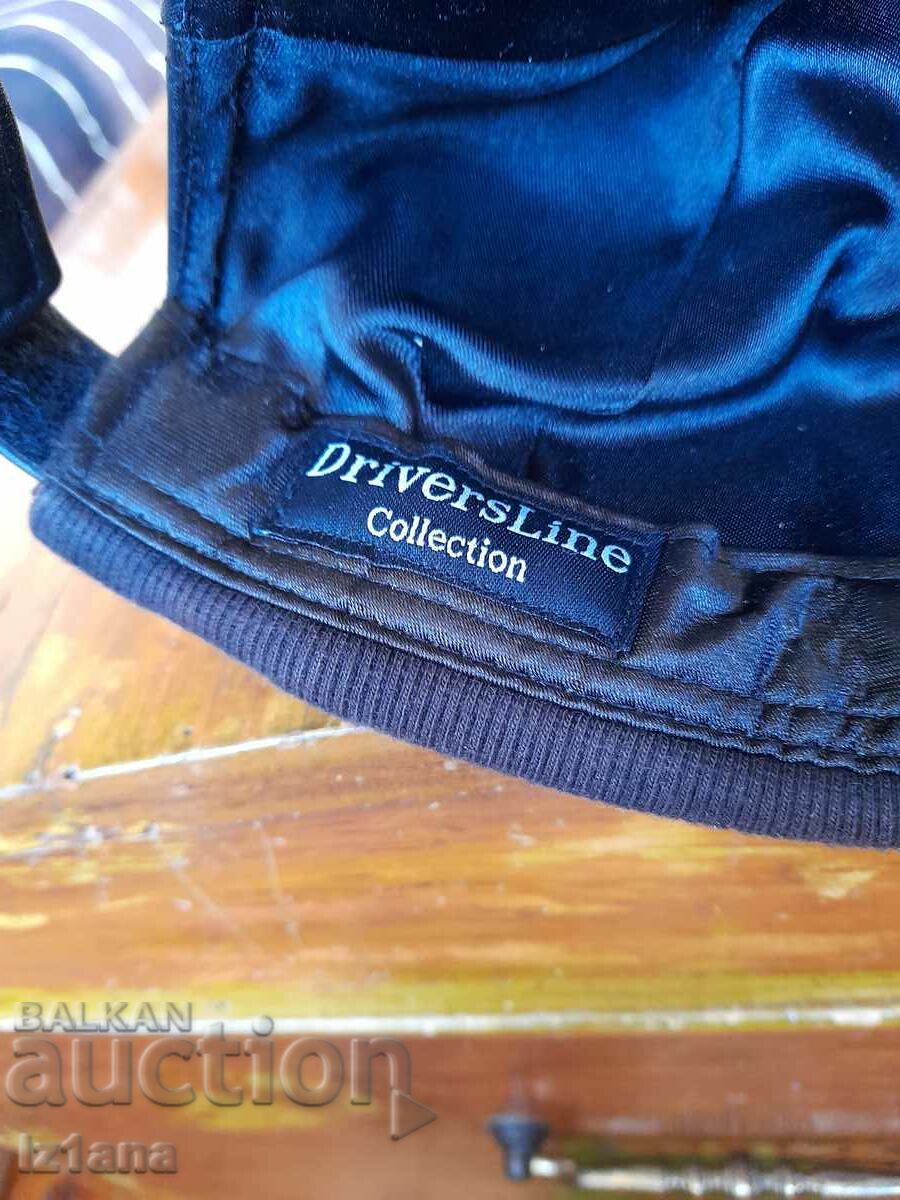 DriversLine
Collection
BALKAN
auction
Iz1ana